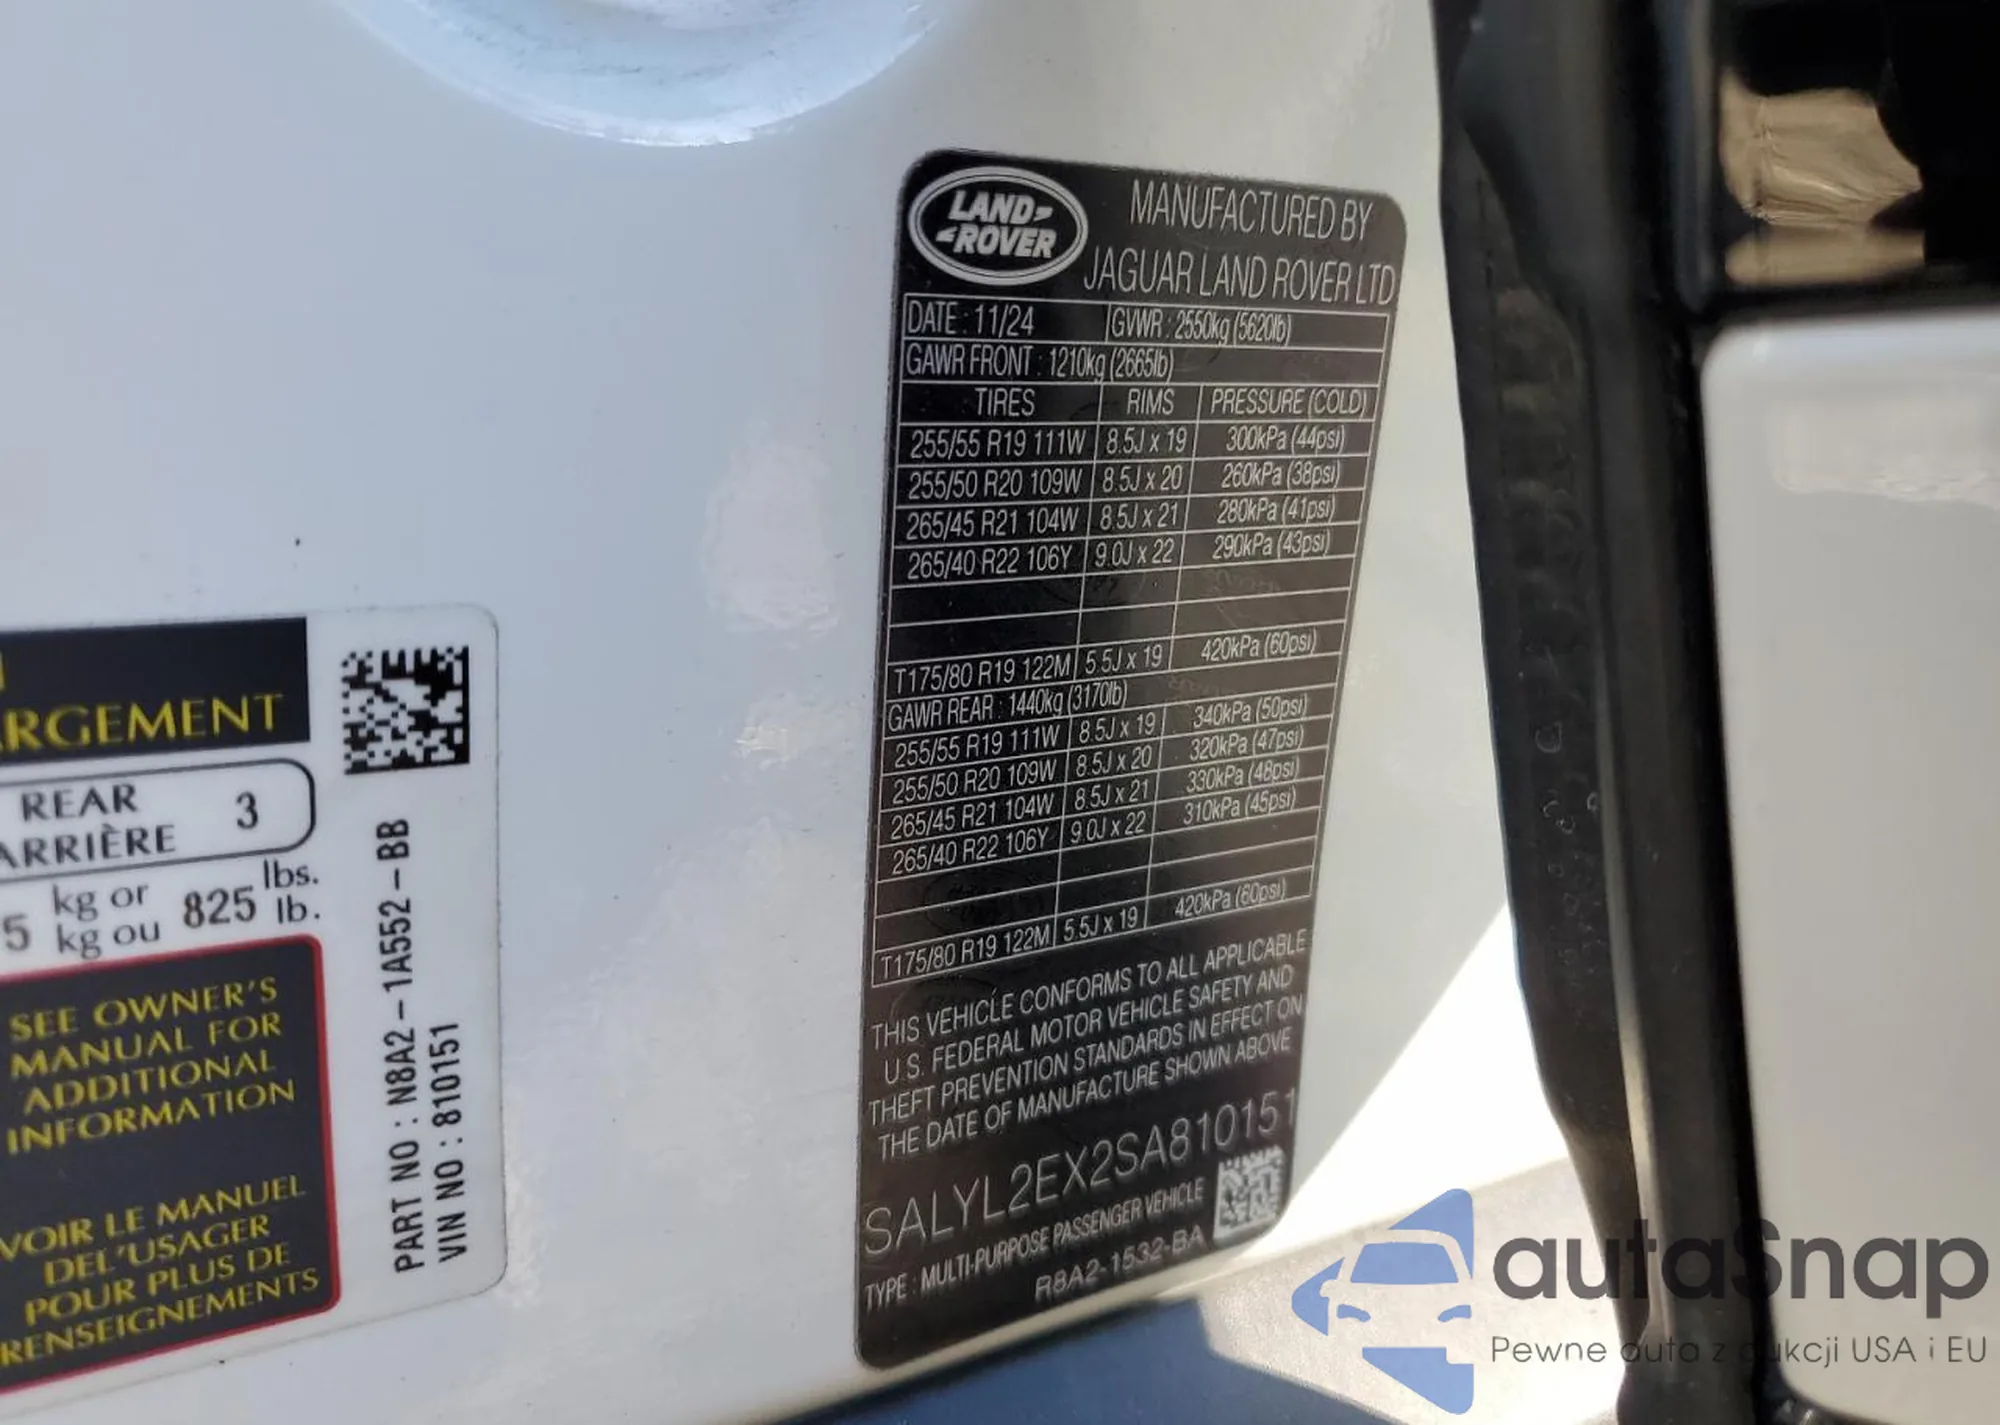 LAND-
-ROVER
MANUFACTURED BY
JAGUAR LAND ROVER LTD
DATE : 11/24 GVWR : 2550kg (5620lb)
GAWR FRONT : 1210kg (2665lb)
TIRES RIMS PRESSURE (COLD)
255/55 R19 111W 8.5J x 19 300kPa (44psi)
255/50 R20 109W 8.5J x 20 260kPa (38psi)
265/45 R21 104W 8.5J x 21 280kPa (41psi)
265/40 R22 106Y 9.0J x 22 290kPa (43psi)
T175/80 R19 122M 5.5J x 19 420kPa (60psi)
GAWR REAR : 1440kg (3170lb)
255/55 R19 111W 8.5J x 19 340kPa (50psi)
255/50 R20 109W 8.5J x 20 320kPa (47psi)
265/45 R21 104W 8.5J x 21 330kPa (48psi)
265/40 R22 106Y 9.0J x 22 310kPa (45psi)
T175/80 R19 122M 5.5J x 19 420kPa (60psi)
THIS VEHICLE CONFORMS TO ALL APPLICABLE
U.S. FEDERAL MOTOR VEHICLE SAFETY AND
THEFT PREVENTION STANDARDS IN EFFECT ON
THE DATE OF MANUFACTURE SHOWN ABOVE
SALYL2EX2SA810151
TYPE : MULTI-PURPOSE PASSENGER VEHICLE
R8A2-1532-BA
RGEMENT
REAR 3
ARRIÈRE
5 kg or 825 lbs.
kg ou lb.
SEE OWNER'S
MANUAL FOR
ADDITIONAL
INFORMATION
VOIR LE MANUEL
DEL'USAGER
POUR PLUS DE
RENSEIGNEMENTS
PART NO : N8A2-1A552-BB
VIN NO : 810151
autaSnap
Pewne auta z aukcji USA i EU